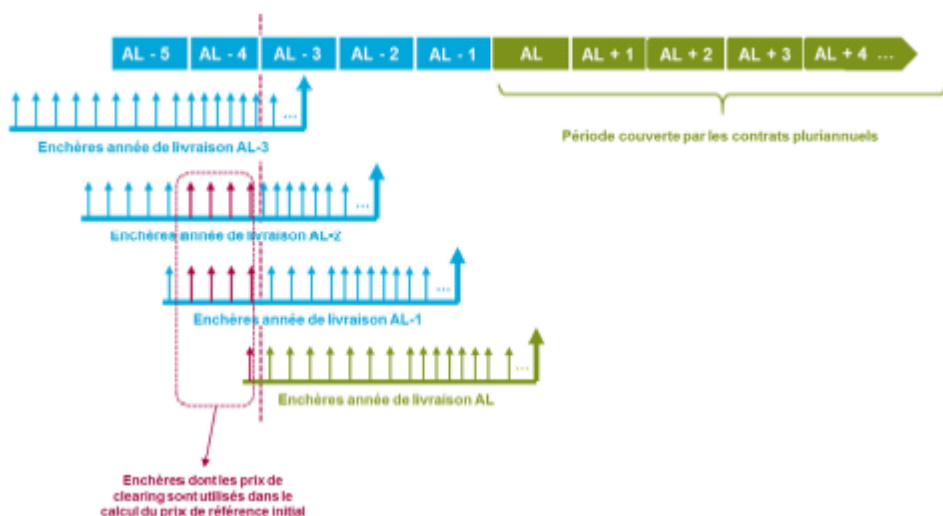 AL - 5 AL - 4 AL - 3 AL - 2 AL - 1 AL AL + 1 AL + 2 AL + 3 AL + 4 ...
...
Enchères année de livraison AL-3
Période couverte par les contrats pluriannuels
...
Enchères année de livraison AL-2
...
Enchères année de livraison AL-1
...
Enchères année de livraison AL
Enchères dont les prix de
clearing sont utilisés dans le
calcul du prix de référence initial